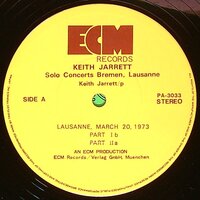 ECM
RECORDS
KEITH JARRETT
Solo Concerts Bremen, Lausanne
Keith Jarrett/p
SIDE A
PA-3033
STEREO
LAUSANNE, MARCH 20, 1973
PART Ib
PART IIa
AN ECM PRODUCTION
ECM Records / Verlag GmbH, Muenchen